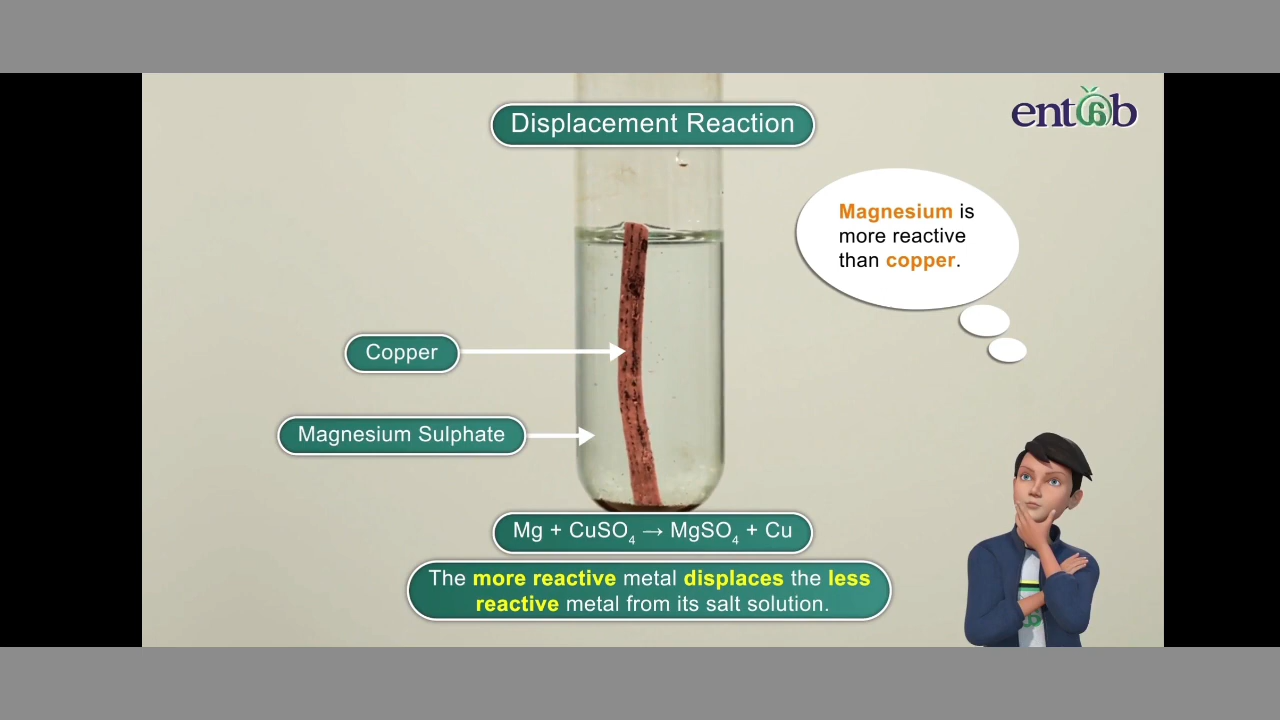 Displacement Reaction
entab
Magnesium is
more reactive
than copper.
Copper
Magnesium Sulphate
Mg + CuSO₄ → MgSO₄ + Cu
The more reactive metal displaces the less
reactive metal from its salt solution.